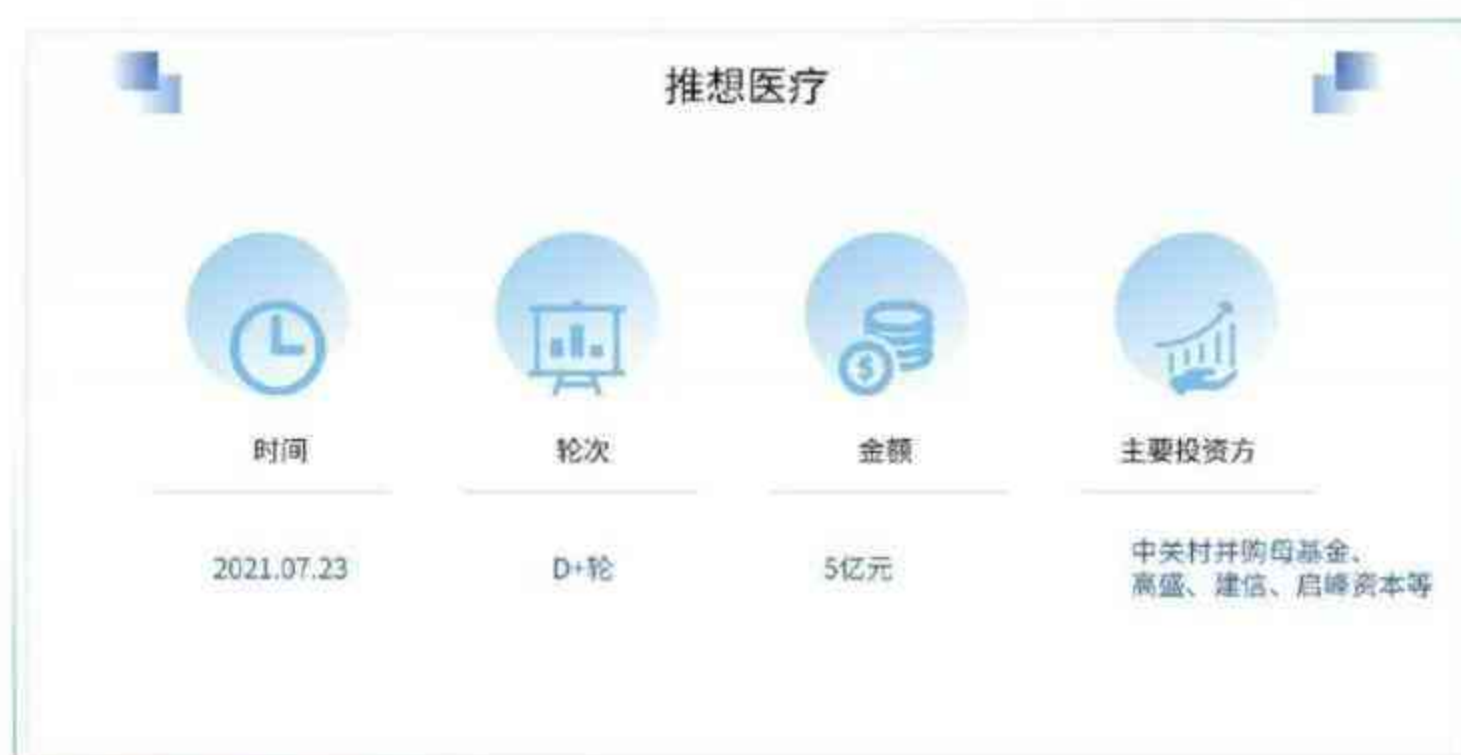 推想医疗
时间
轮次
金额
主要投资方
2021.07.23
D+轮
5亿元
中关村并购母基金、
高盛、建信、启峰资本等